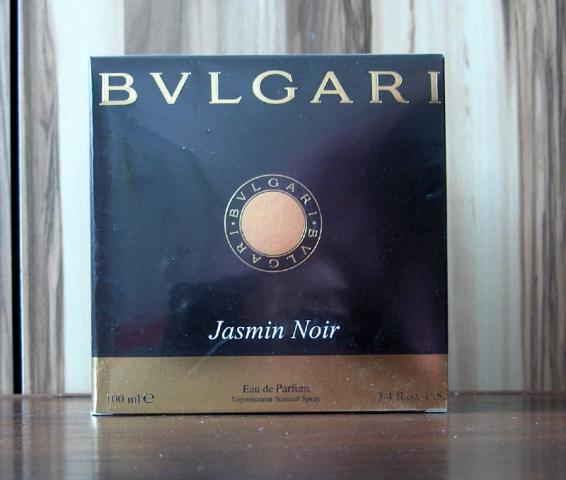 BVLGARI
BVLGARI • BVLGARI •
Jasmin Noir
Eau de Parfum
Vaporisateur Natural Spray
100 ml ℮
3.4 fl.oz. U.S.